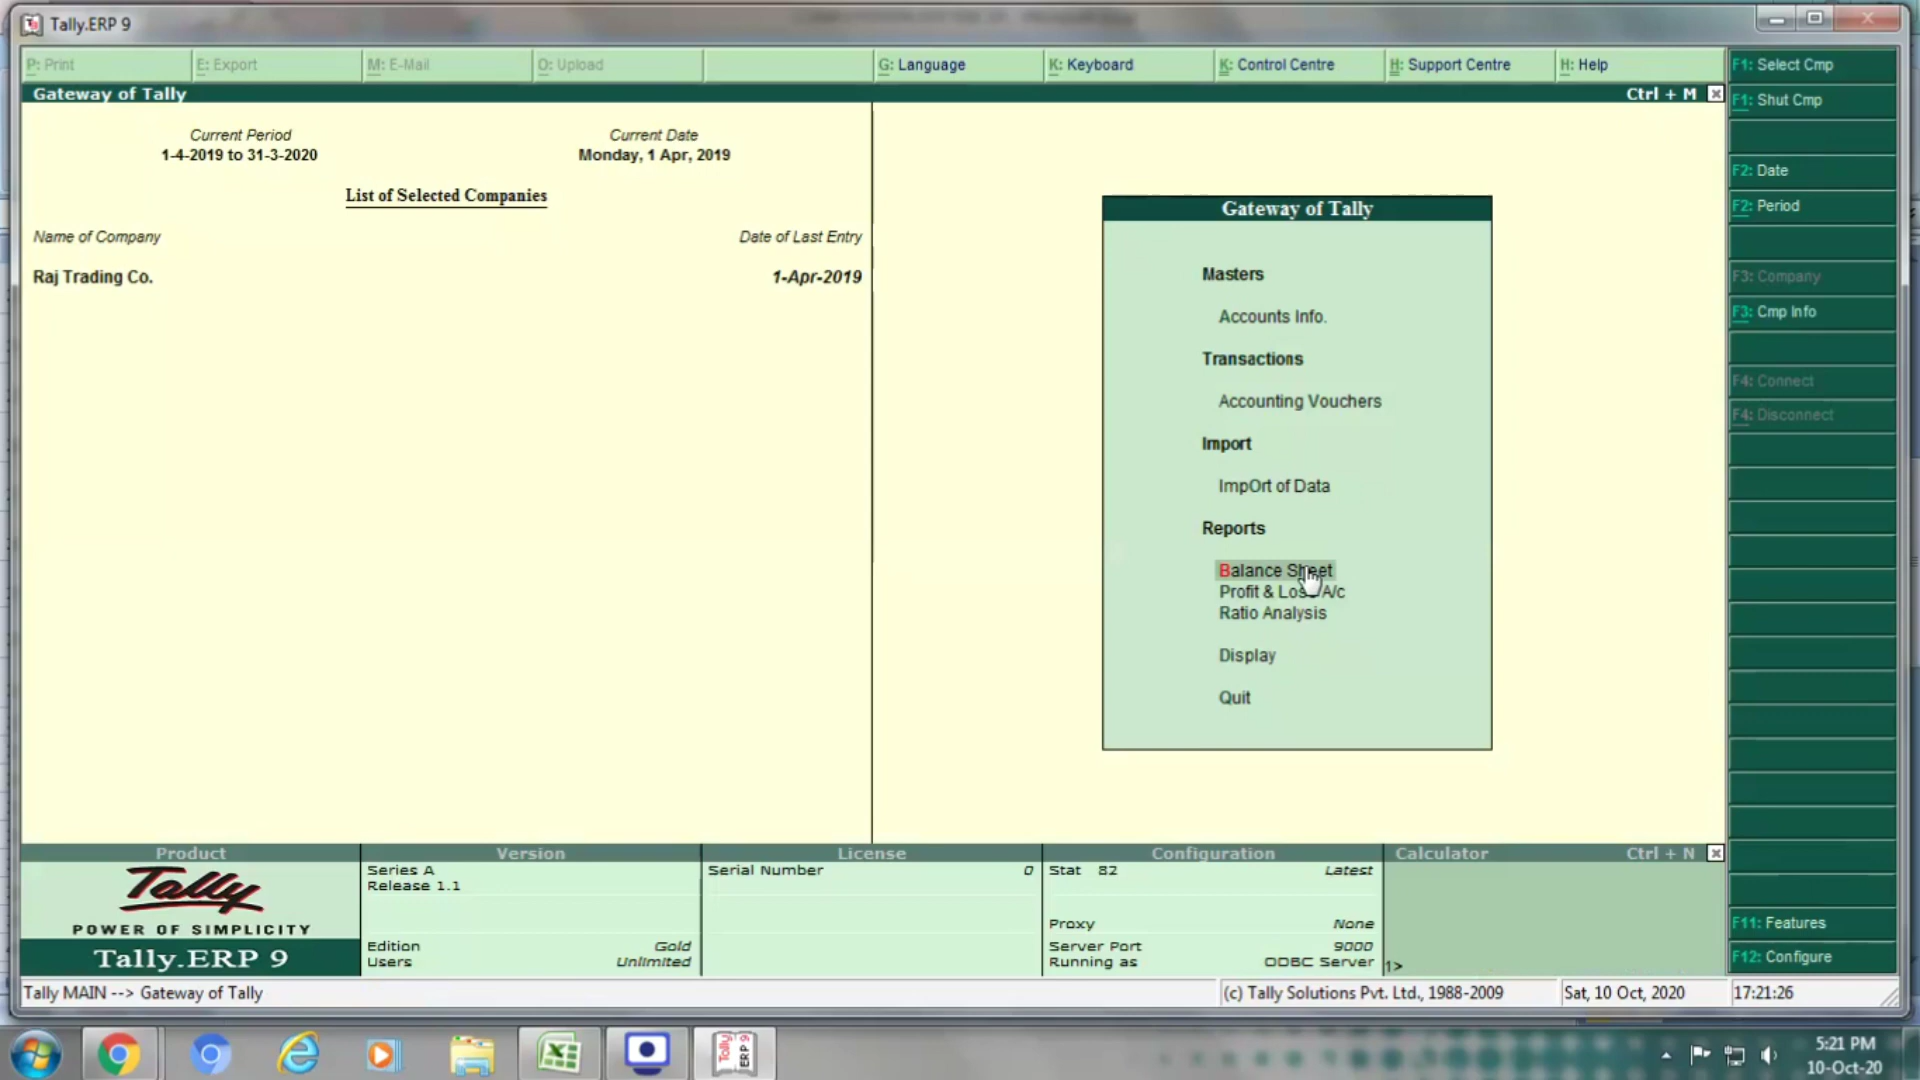 Tally.ERP 9
P: Print
E: Export
M: E-Mail
O: Upload
G: Language
K: Keyboard
K: Control Centre
H: Support Centre
H: Help
Gateway of Tally
Ctrl + M
Current Period
1-4-2019 to 31-3-2020
Current Date
Monday, 1 Apr, 2019
List of Selected Companies
Name of Company
Date of Last Entry
Raj Trading Co.
1-Apr-2019
Gateway of Tally
Masters
Accounts Info.
Transactions
Accounting Vouchers
Import
ImpOrt of Data
Reports
Balance Sheet
Profit & Loss A/c
Ratio Analysis
Display
Quit
F1: Select Cmp
F1: Shut Cmp
F2: Date
F2: Period
F3: Company
F3: Cmp Info
F4: Connect
F4: Disconnect
F11: Features
F12: Configure
Product
Tally
POWER OF SIMPLICITY
Tally.ERP 9
Version
Series A
Release 1.1
Edition Gold
Users Unlimited
License
Serial Number 0
Configuration
Stat 82 Latest
Proxy None
Server Port 9000
Running as ODBC Server
Calculator
Ctrl + N
1>
Tally MAIN --> Gateway of Tally
(c) Tally Solutions Pvt. Ltd., 1988-2009
Sat, 10 Oct, 2020
17:21:26
Tally
ERP 9
5:21 PM
10-Oct-20